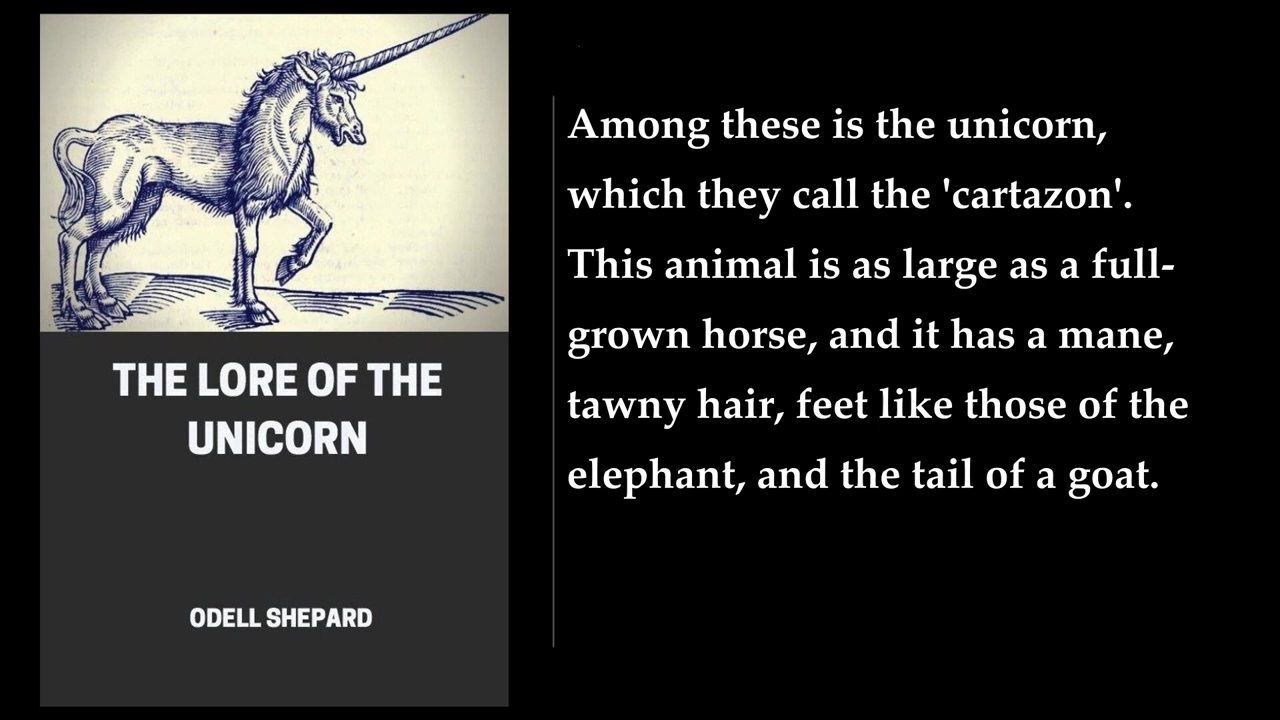 THE LORE OF THE
UNICORN
ODELL SHEPARD
Among these is the unicorn,
which they call the 'cartazon'.
This animal is as large as a full-
grown horse, and it has a mane,
tawny hair, feet like those of the
elephant, and the tail of a goat.